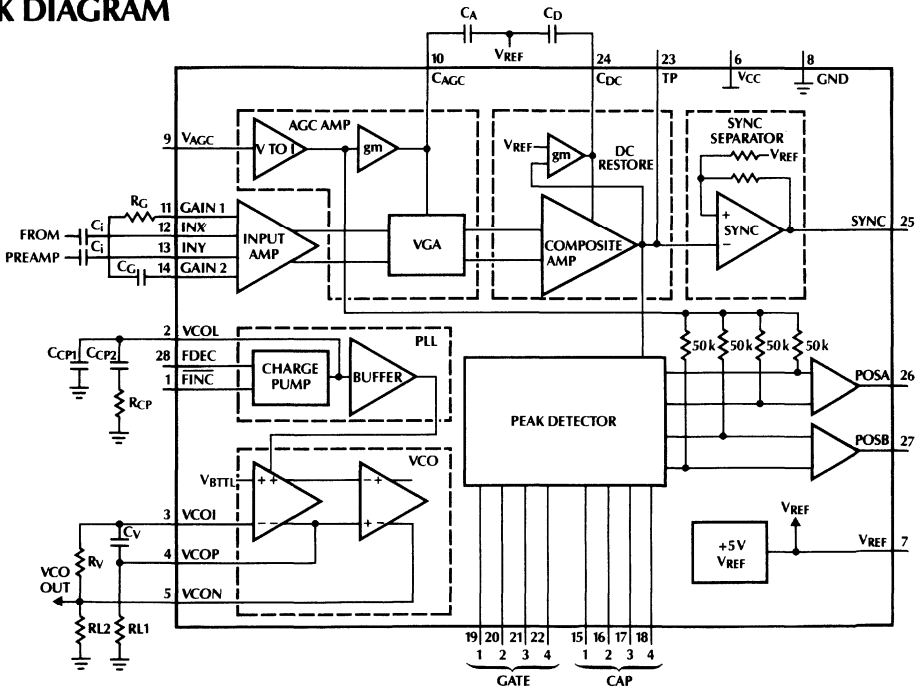 K DIAGRAM
CA
CD
VREF
10
24
23
6
8
CAGC
CDC
TP
VCC
GND
AGC AMP
SYNC
SEPARATOR
9
VAGC
V TO I
gm
VREF
gm
DC
RESTORE
VREF
RG
11
GAIN 1
FROM
Ci
12
INX
INPUT
AMP
VGA
COMPOSITE
AMP
+
SYNC
−
SYNC
25
PREAMP
Ci
13
INY
CG
14
GAIN 2
2
VCOL
PLL
50k
50k
50k
50k
CCP1
CCP2
28
FDEC
CHARGE
PUMP
BUFFER
1
FINC
POSA
26
RCP
PEAK DETECTOR
POSB
27
VCO
VBTTL
++
−+
VREF
3
VCOI
−−
+−
CV
+5V
VREF
VREF
7
RV
4
VCOP
VCO
OUT
5
VCON
RL2
RL1
19
20
21
22
15
16
17
18
1
2
3
4
1
2
3
4
GATE
CAP